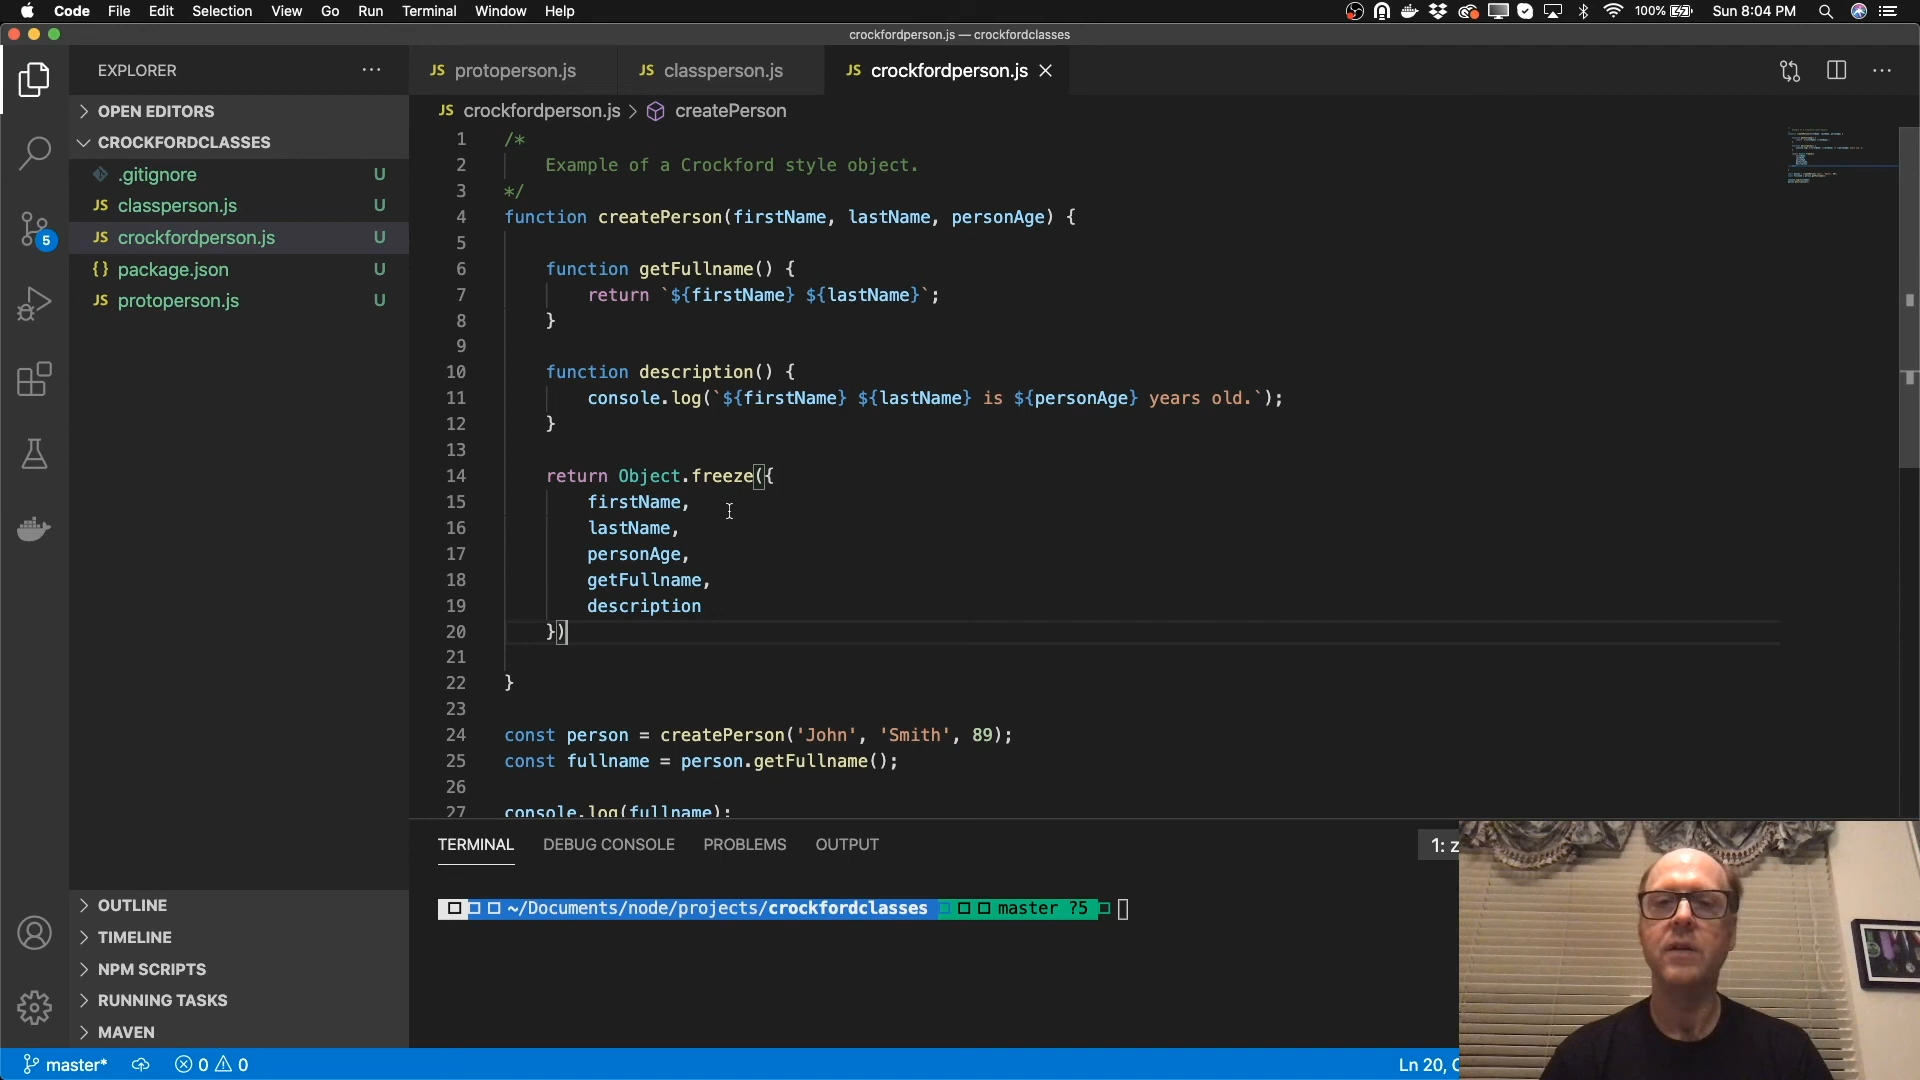 Code File Edit Selection View Go Run Terminal Window Help 100% Sun 8:04 PM
crockfordperson.js — crockfordclasses
EXPLORER ···
JS protoperson.js JS classperson.js JS crockfordperson.js
OPEN EDITORS
CROCKFORDCLASSES
.gitignore U
JS classperson.js U
JS crockfordperson.js U
{} package.json U
JS protoperson.js U
5
OUTLINE
TIMELINE
NPM SCRIPTS
RUNNING TASKS
MAVEN
JS crockfordperson.js > createPerson
1 /*
2 Example of a Crockford style object.
3 */
4 function createPerson(firstName, lastName, personAge) {
5
6 function getFullname() {
7 return `${firstName} ${lastName}`;
8 }
9
10 function description() {
11 console.log(`${firstName} ${lastName} is ${personAge} years old.`);
12 }
13
14 return Object.freeze({
15 firstName,
16 lastName,
17 personAge,
18 getFullname,
19 description
20 })
21
22 }
23
24 const person = createPerson('John', 'Smith', 89);
25 const fullname = person.getFullname();
26
27 console.log(fullname);
TERMINAL DEBUG CONSOLE PROBLEMS OUTPUT 1: z
~/Documents/node/projects/crockfordclasses master ?5
master* 0 0 Ln 20,